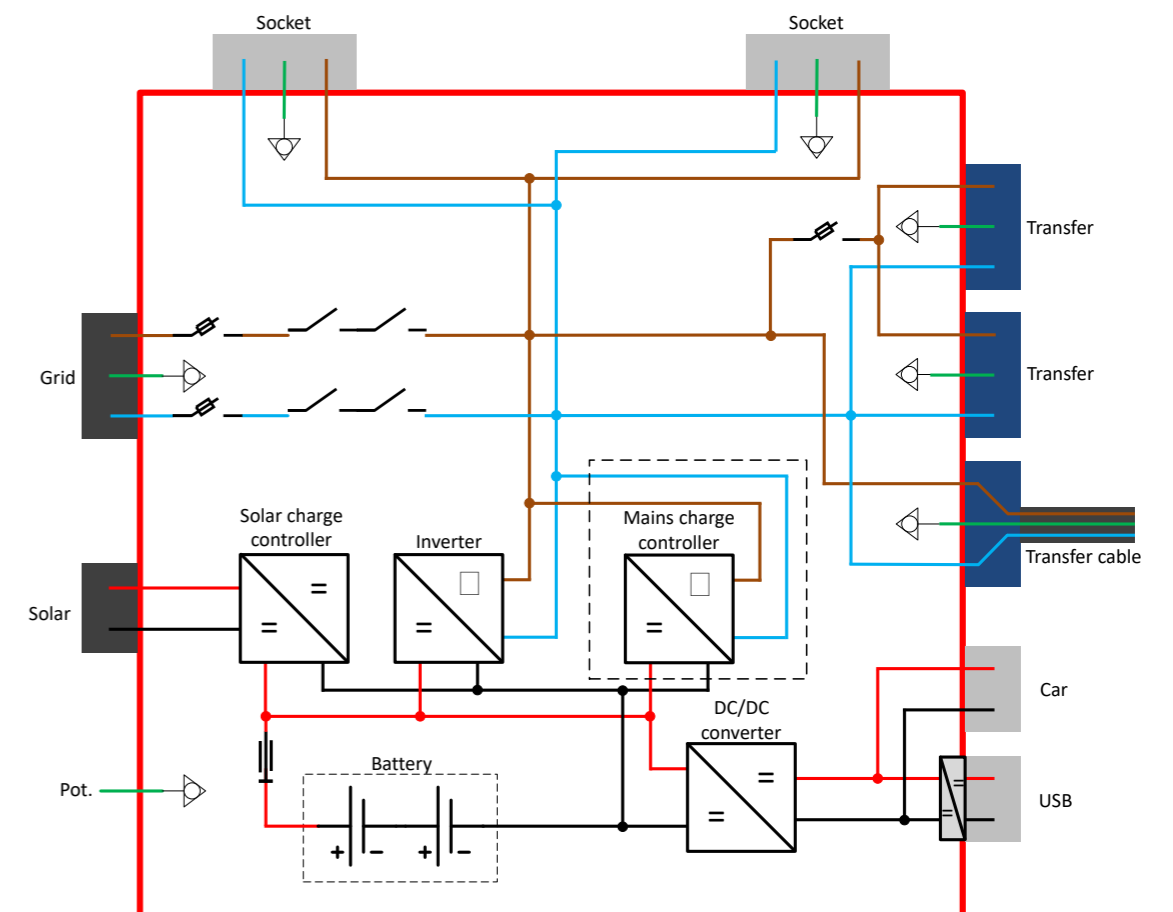 Socket
Socket
Transfer
Grid
Transfer
Solar charge
controller
Inverter
Mains charge
controller
=
=
=
=
Transfer cable
Solar
Car
DC/DC
converter
Battery
=
=
=
=
Pot.
USB
+ − + −